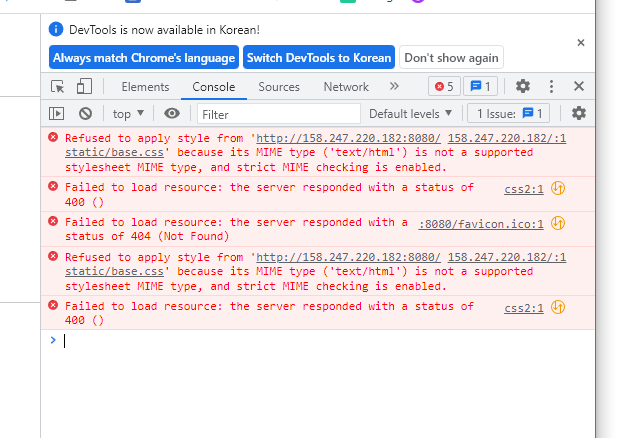 DevTools is now available in Korean!
Always match Chrome's language Switch DevTools to Korean Don't show again
Elements Console Sources Network » 5 1
top ▼ Filter Default levels ▼ 1 Issue: 1
Refused to apply style from 'http://158.247.220.182:8080/ 158.247.220.182/:1
static/base.css' because its MIME type ('text/html') is not a supported
stylesheet MIME type, and strict MIME checking is enabled.
Failed to load resource: the server responded with a status of css2:1
400 ()
Failed to load resource: the server responded with a :8080/favicon.ico:1
status of 404 (Not Found)
Refused to apply style from 'http://158.247.220.182:8080/ 158.247.220.182/:1
static/base.css' because its MIME type ('text/html') is not a supported
stylesheet MIME type, and strict MIME checking is enabled.
Failed to load resource: the server responded with a status of css2:1
400 ()